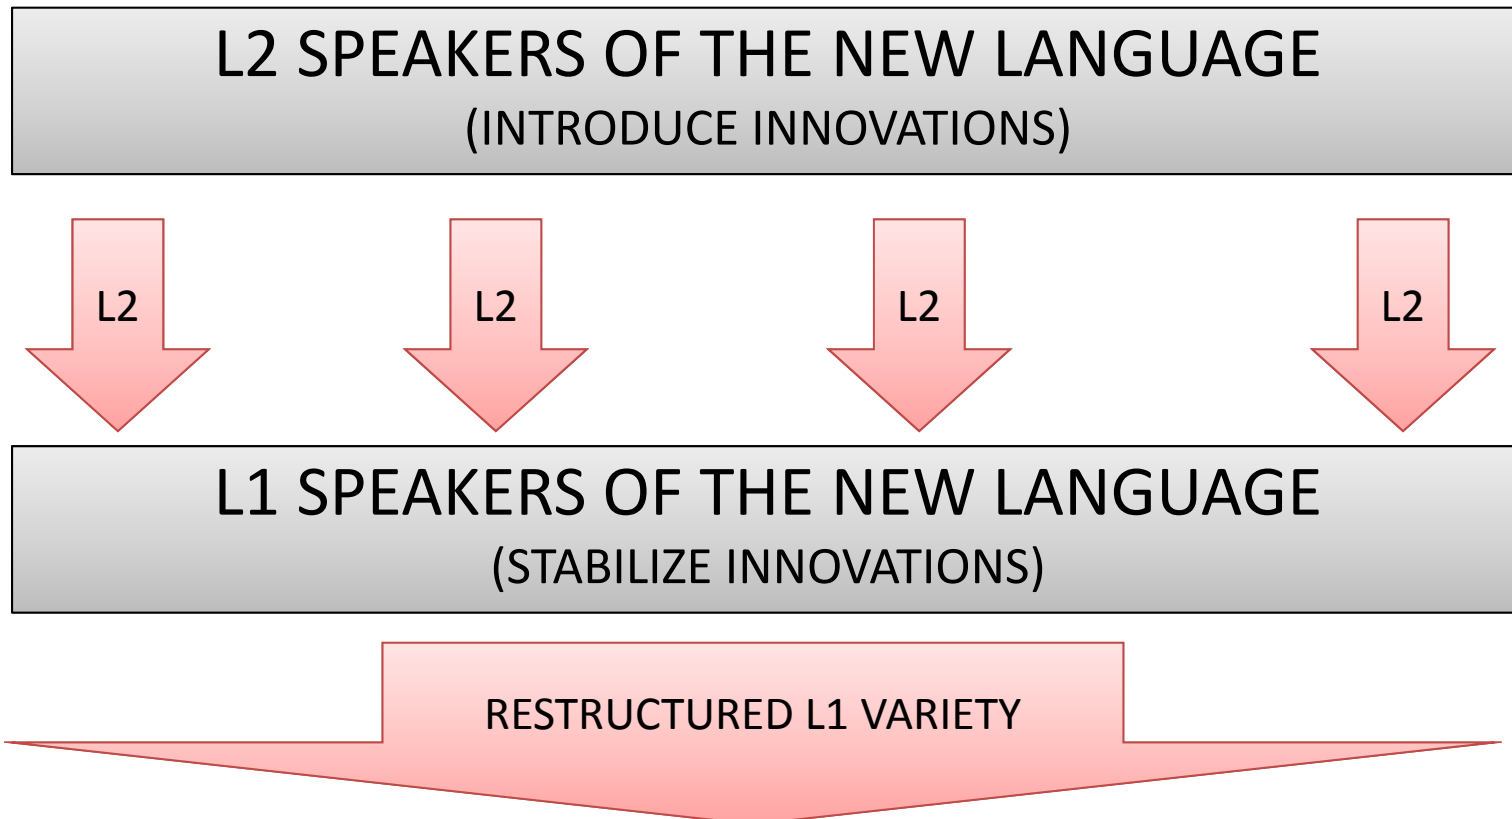 L2 SPEAKERS OF THE NEW LANGUAGE
(INTRODUCE INNOVATIONS)
L2 L2 L2 L2
L1 SPEAKERS OF THE NEW LANGUAGE
(STABILIZE INNOVATIONS)
RESTRUCTURED L1 VARIETY